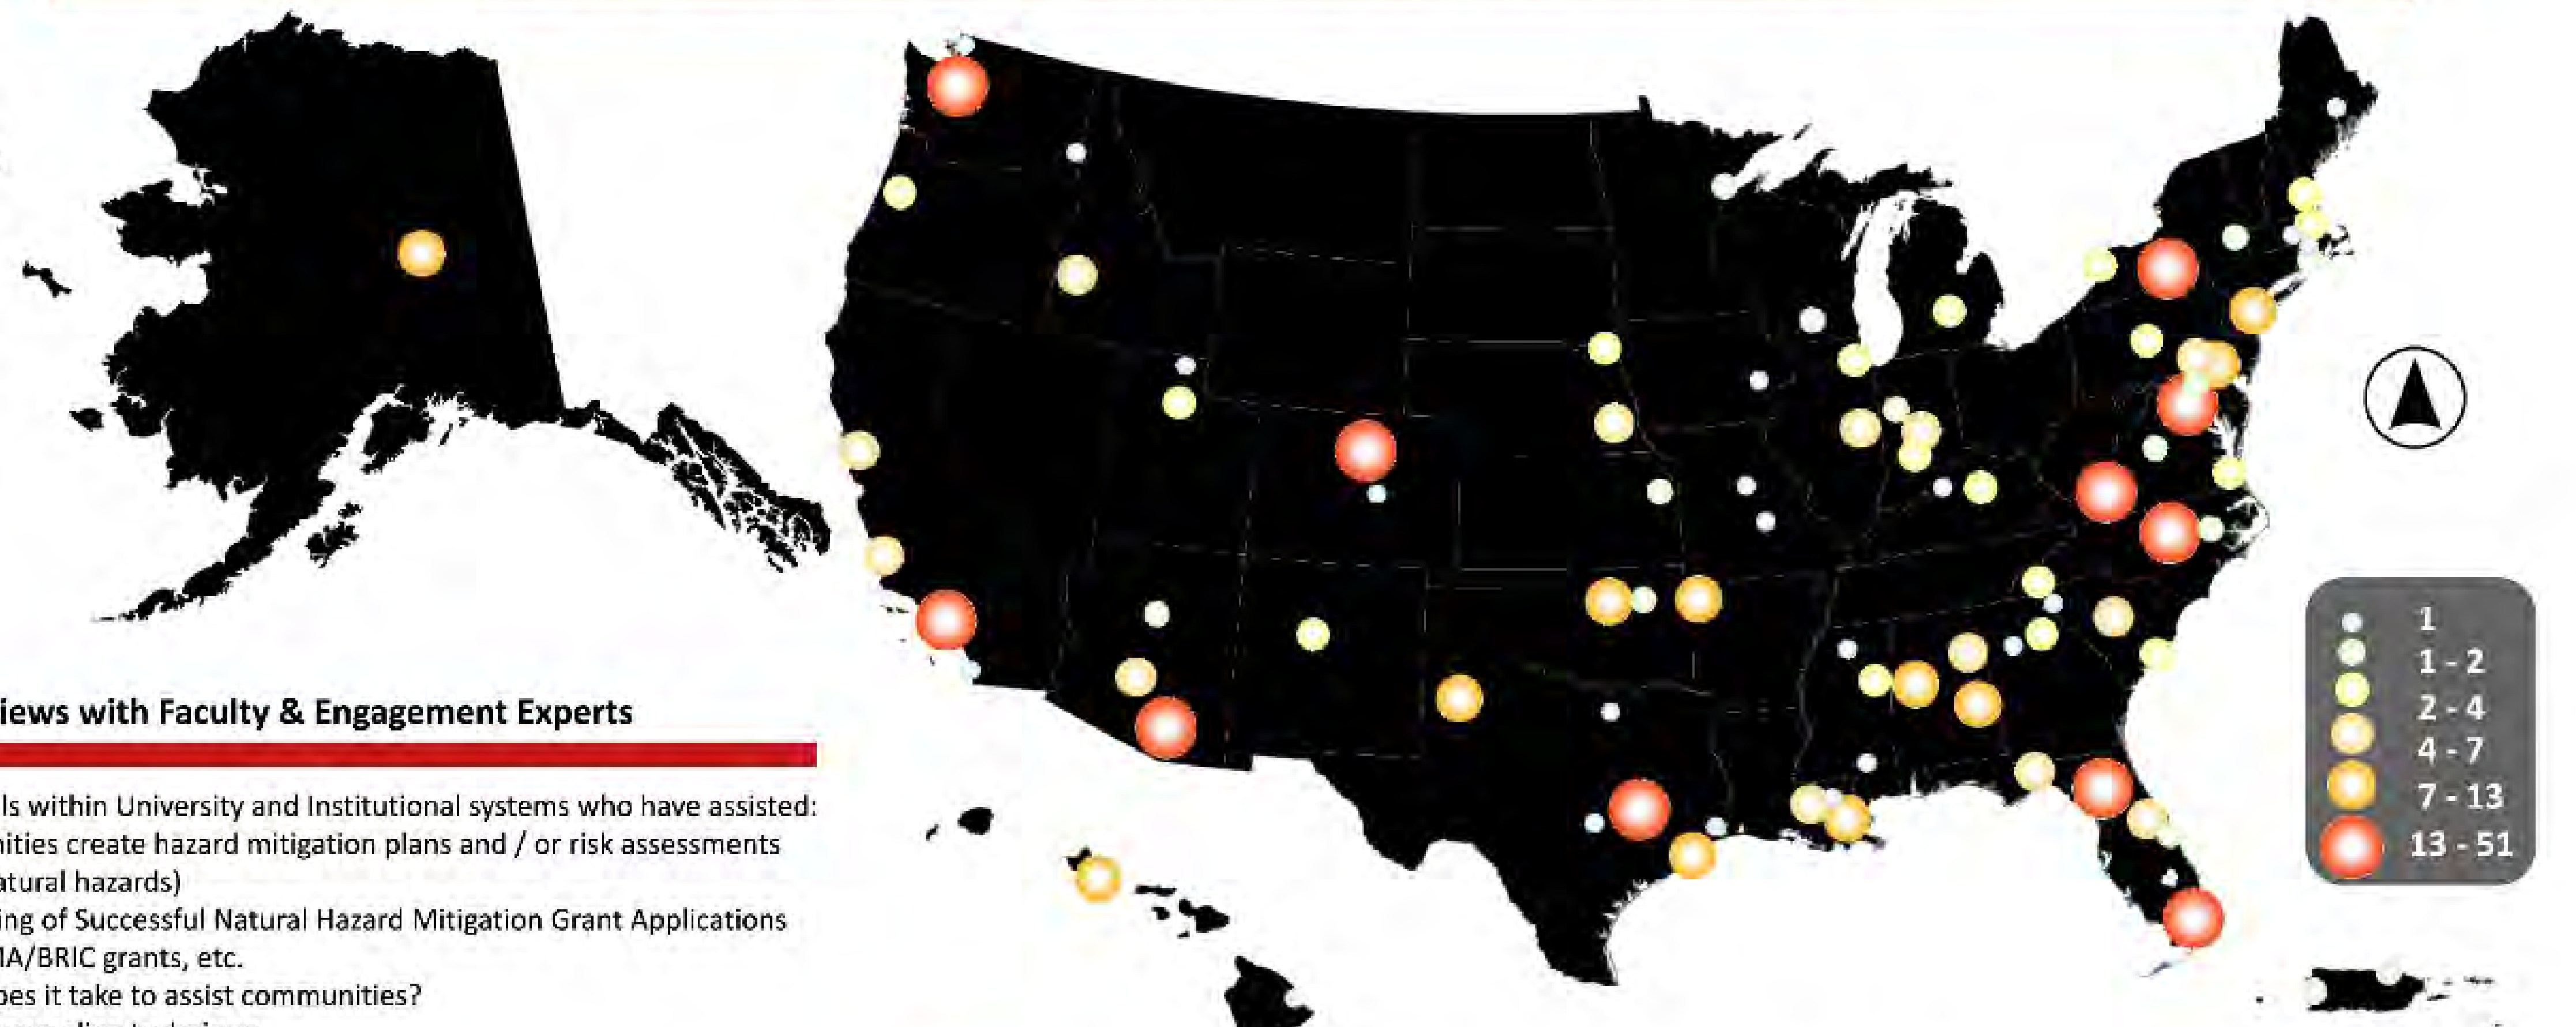 iews with Faculty & Engagement Experts
ls within University and Institutional systems who have assisted:
nities create hazard mitigation plans and / or risk assessments
atural hazards)
ing of Successful Natural Hazard Mitigation Grant Applications
MA/BRIC grants, etc.
oes it take to assist communities?
1
1 - 2
2 - 4
4 - 7
7 - 13
13 - 51